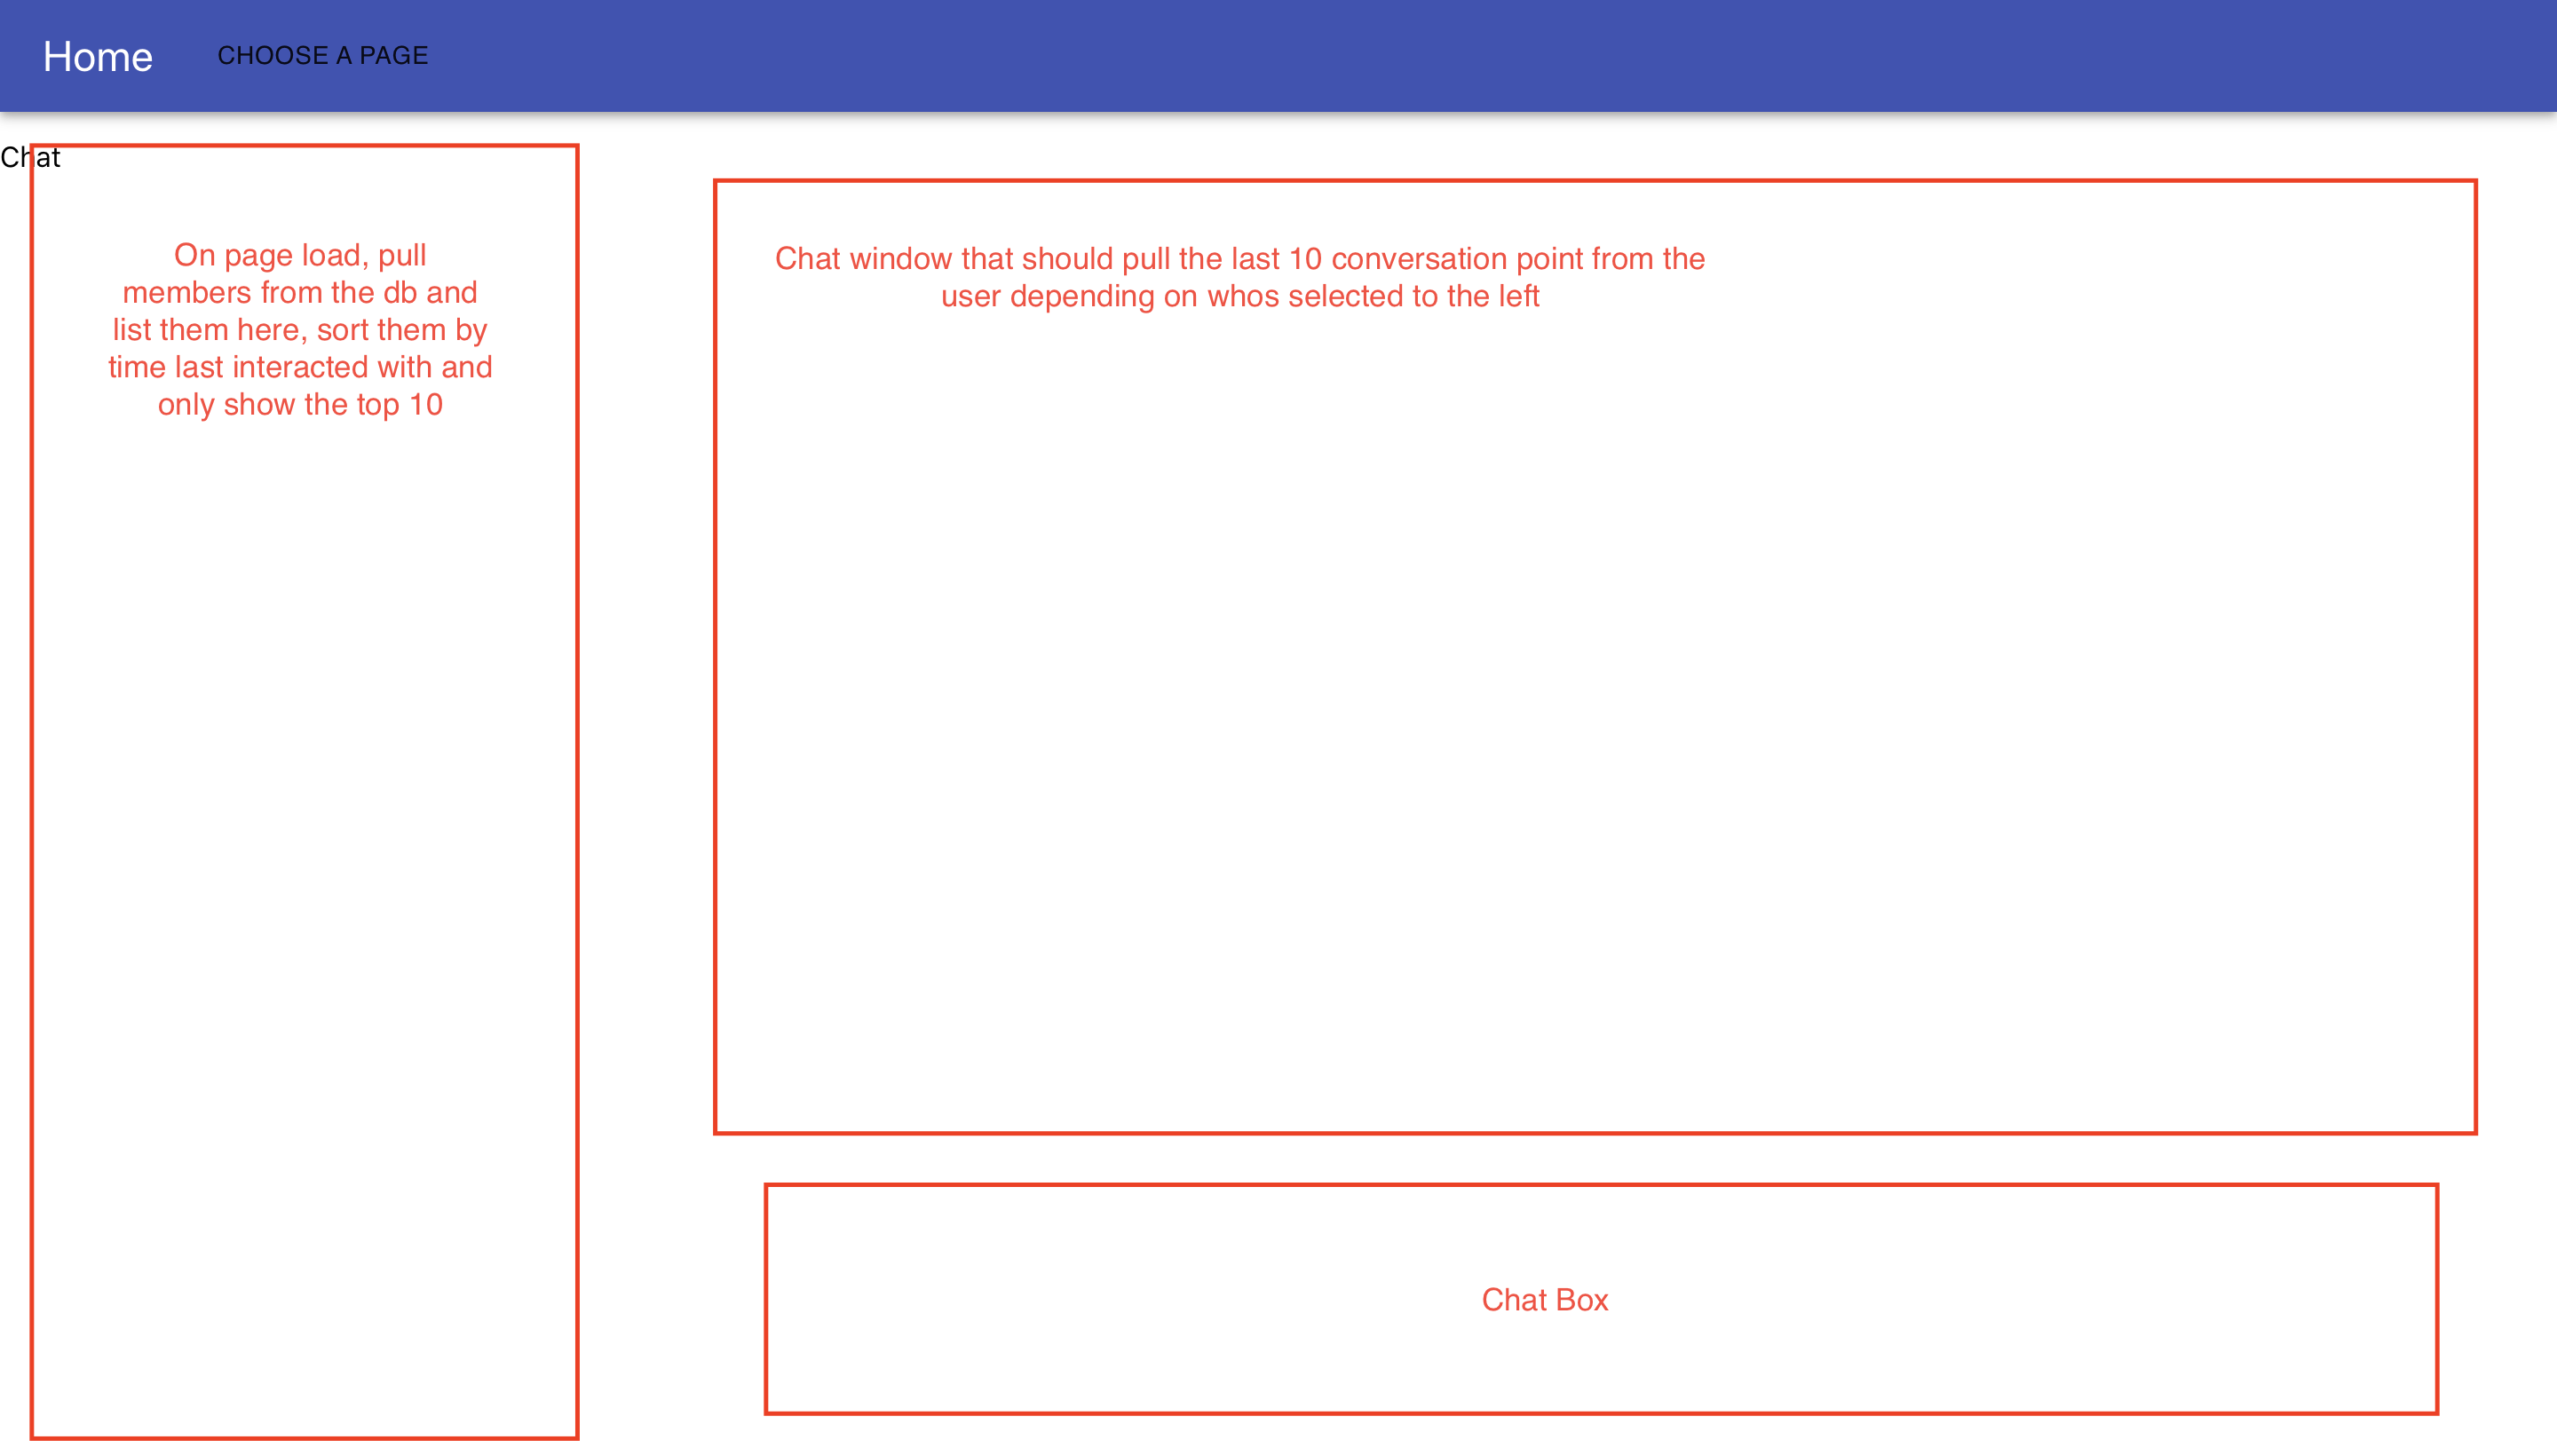 Home
CHOOSE A PAGE
Chat
On page load, pull
members from the db and
list them here, sort them by
time last interacted with and
only show the top 10
Chat window that should pull the last 10 conversation point from the
user depending on whos selected to the left
Chat Box